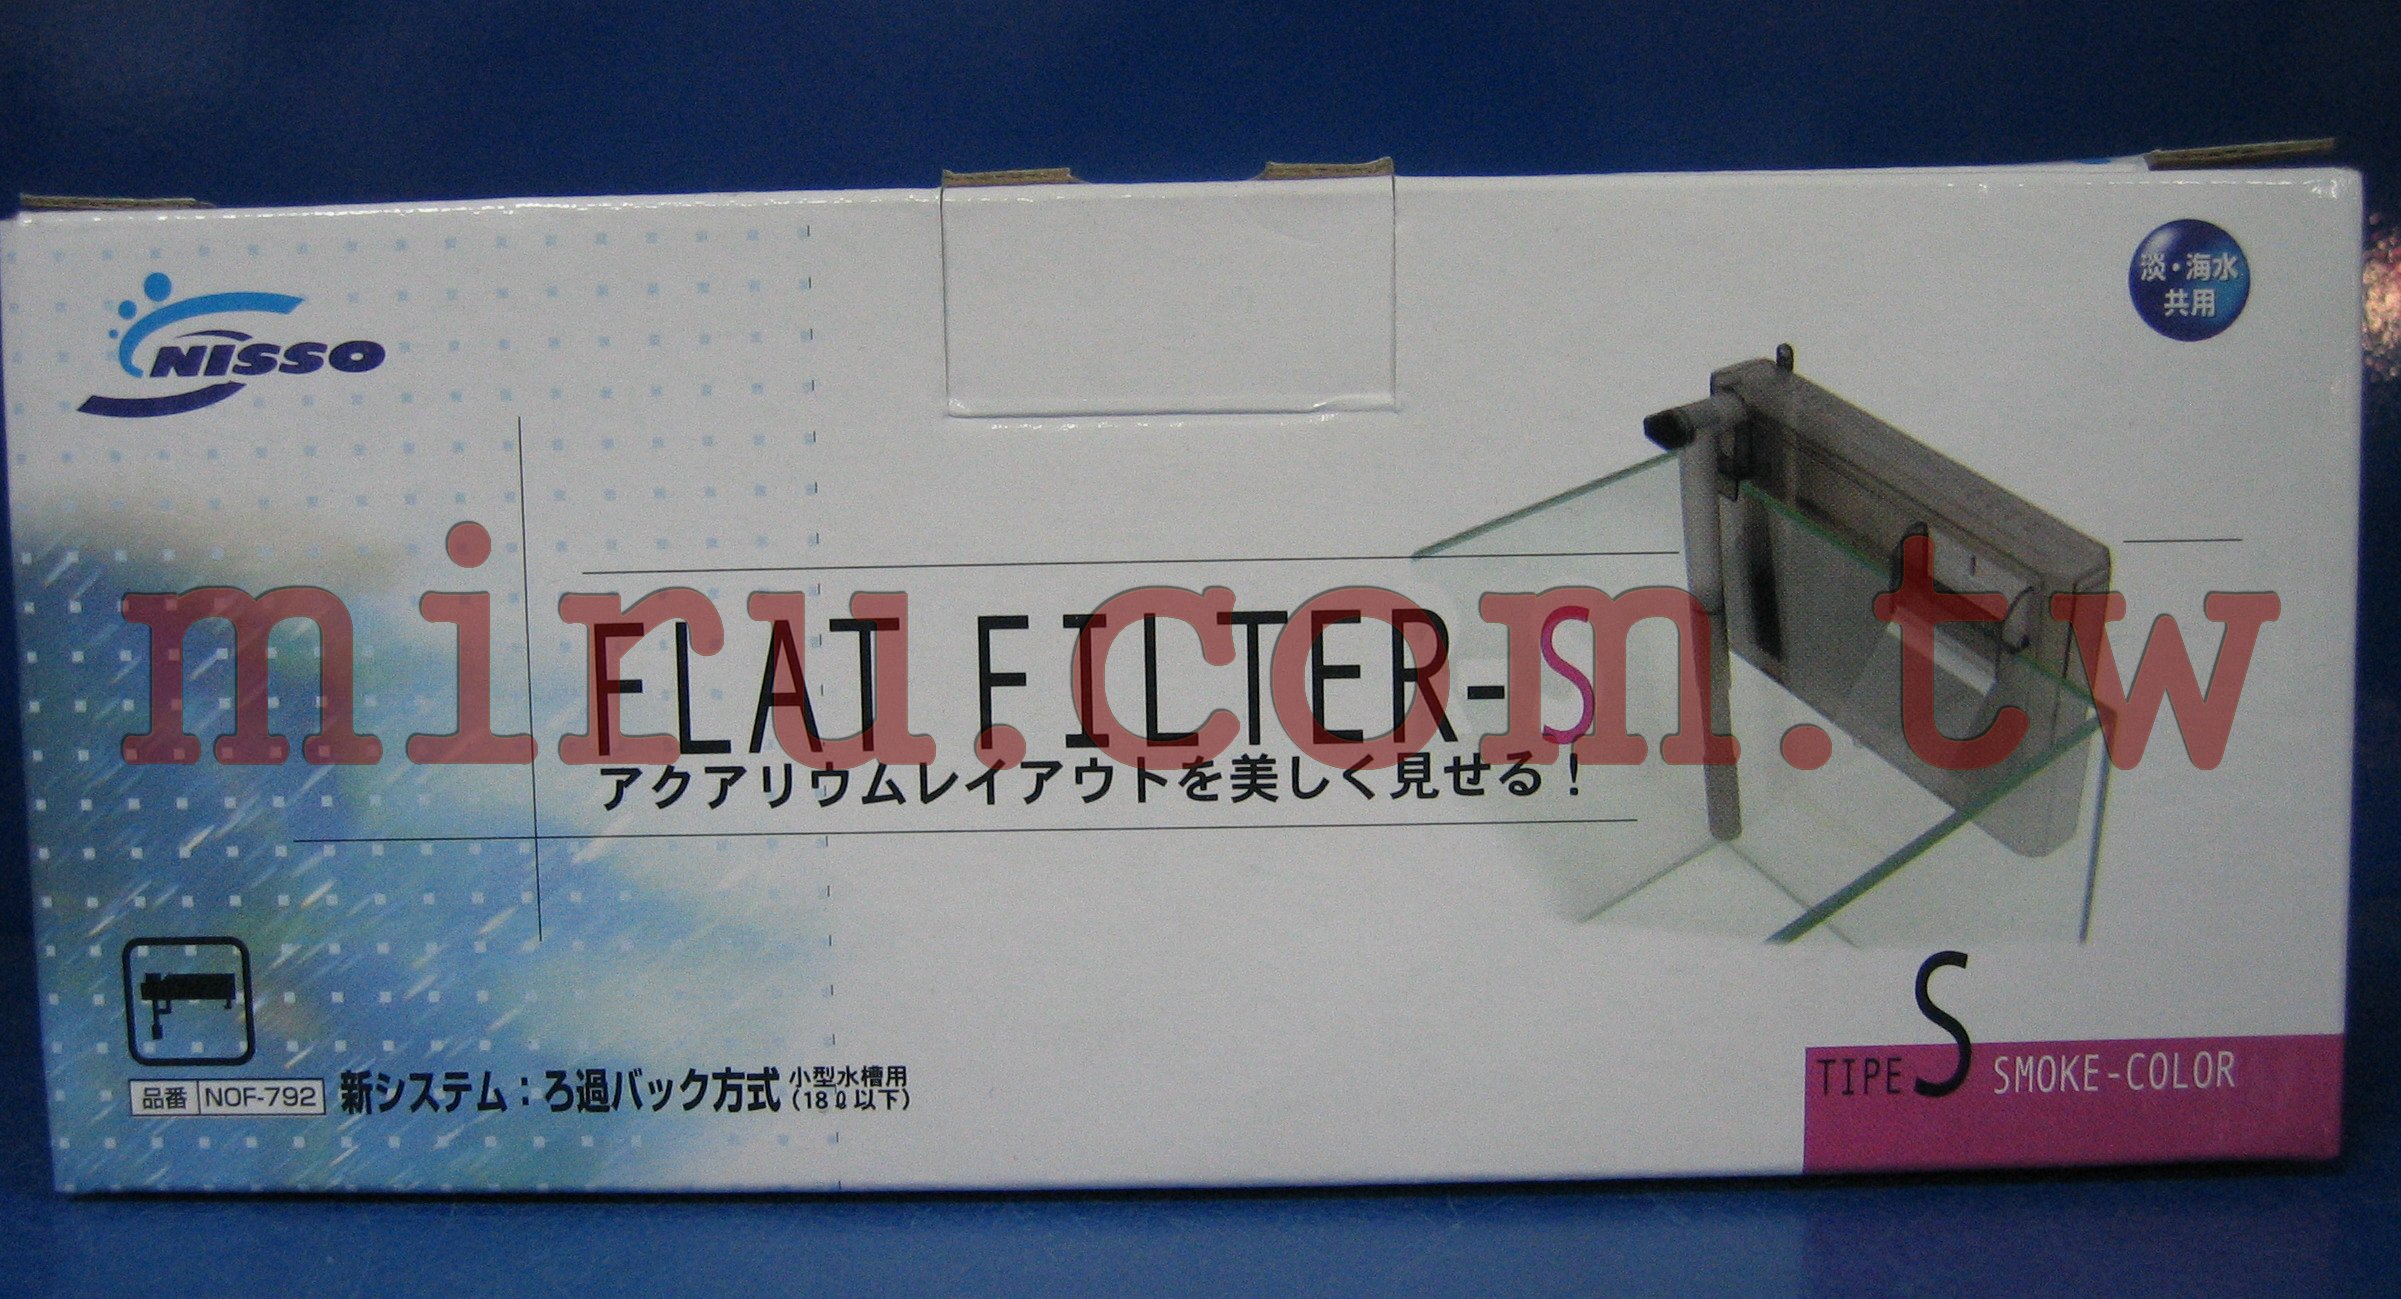 淡・海水
共用
NISSO
miru.com.tw
FLAT FILTER-S
アクアリウムレイアウトを美しく見せる！
品番 NOF-792 新システム：ろ過バック方式 小型水槽用
（18ℓ以下）
TIPE S SMOKE-COLOR